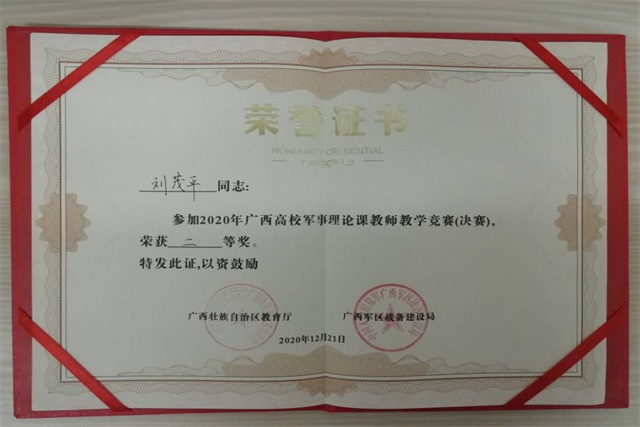 荣誉证书
HONORARY CREDENTIAL
刘茂平同志:
参加2020年广西高校军事理论课教师教学竞赛(决赛),
荣获 二 等奖。
特发此证,以资鼓励
广西壮族自治区教育厅 广西军区战备建设局
2020年12月21日